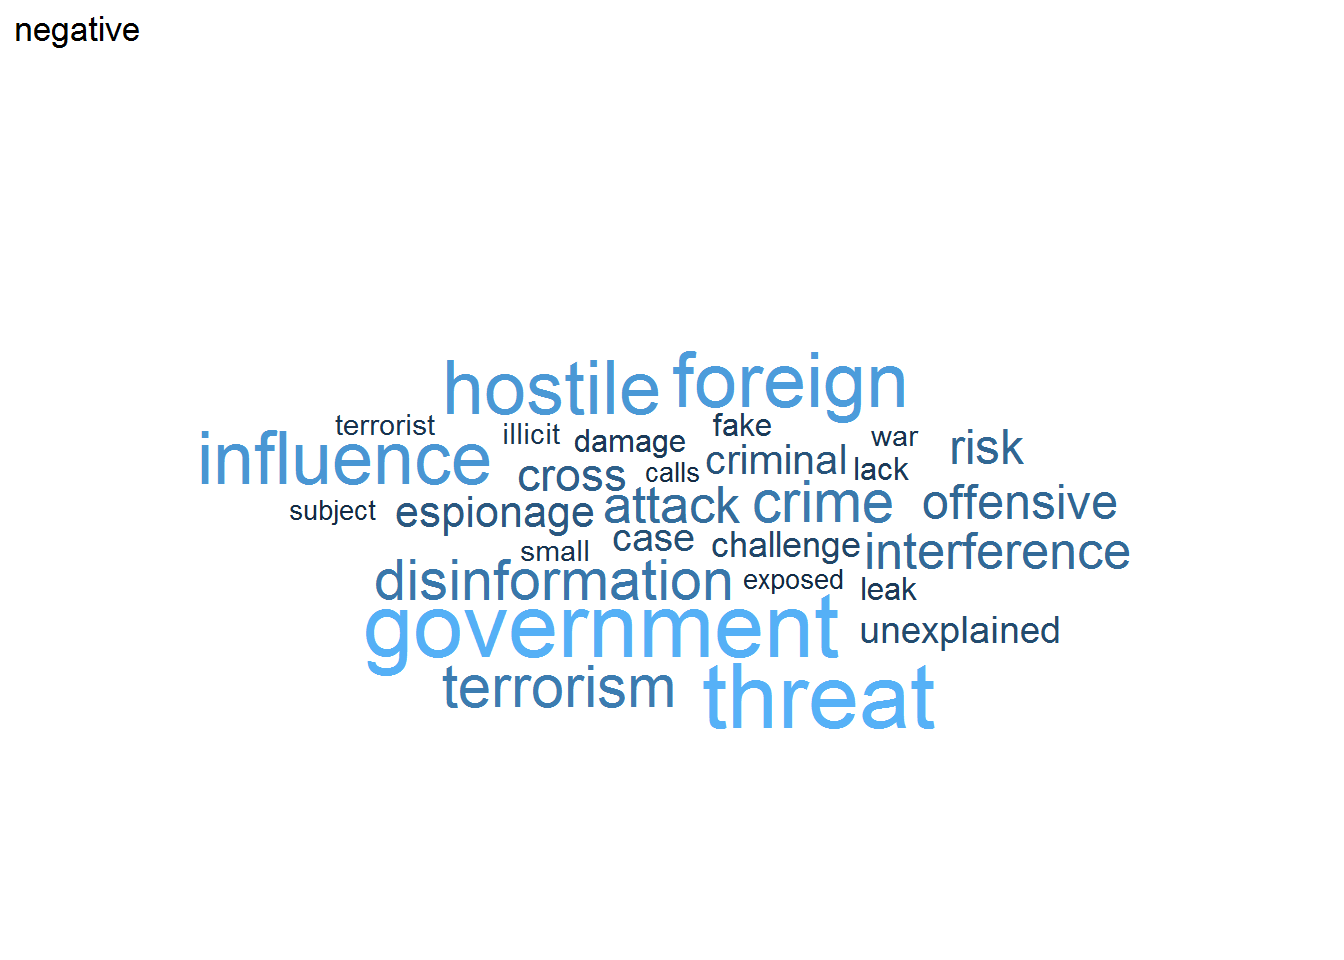 negative
hostile
foreign
terrorist
illicit
damage
fake
war
influence
cross
calls
criminal
lack
risk
subject
espionage
attack
crime
offensive
small
case
challenge
interference
disinformation
exposed
leak
government
unexplained
terrorism
threat